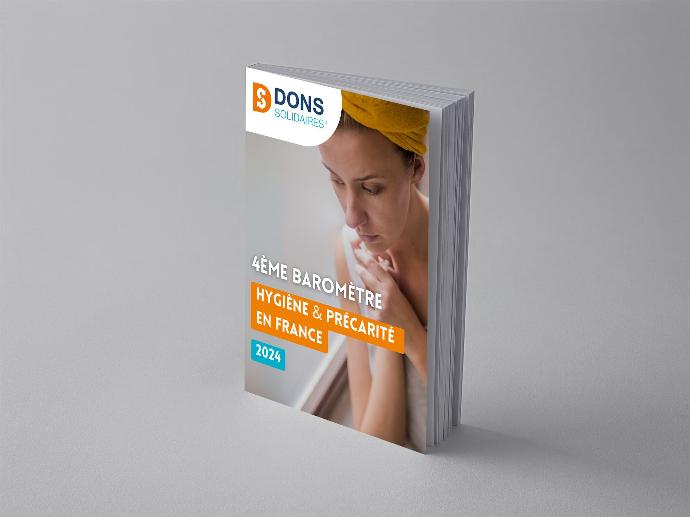 DONS
SOLIDAIRES®
4ÈME BAROMÈTRE
HYGIÈNE & PRÉCARITÉ
EN FRANCE
2024